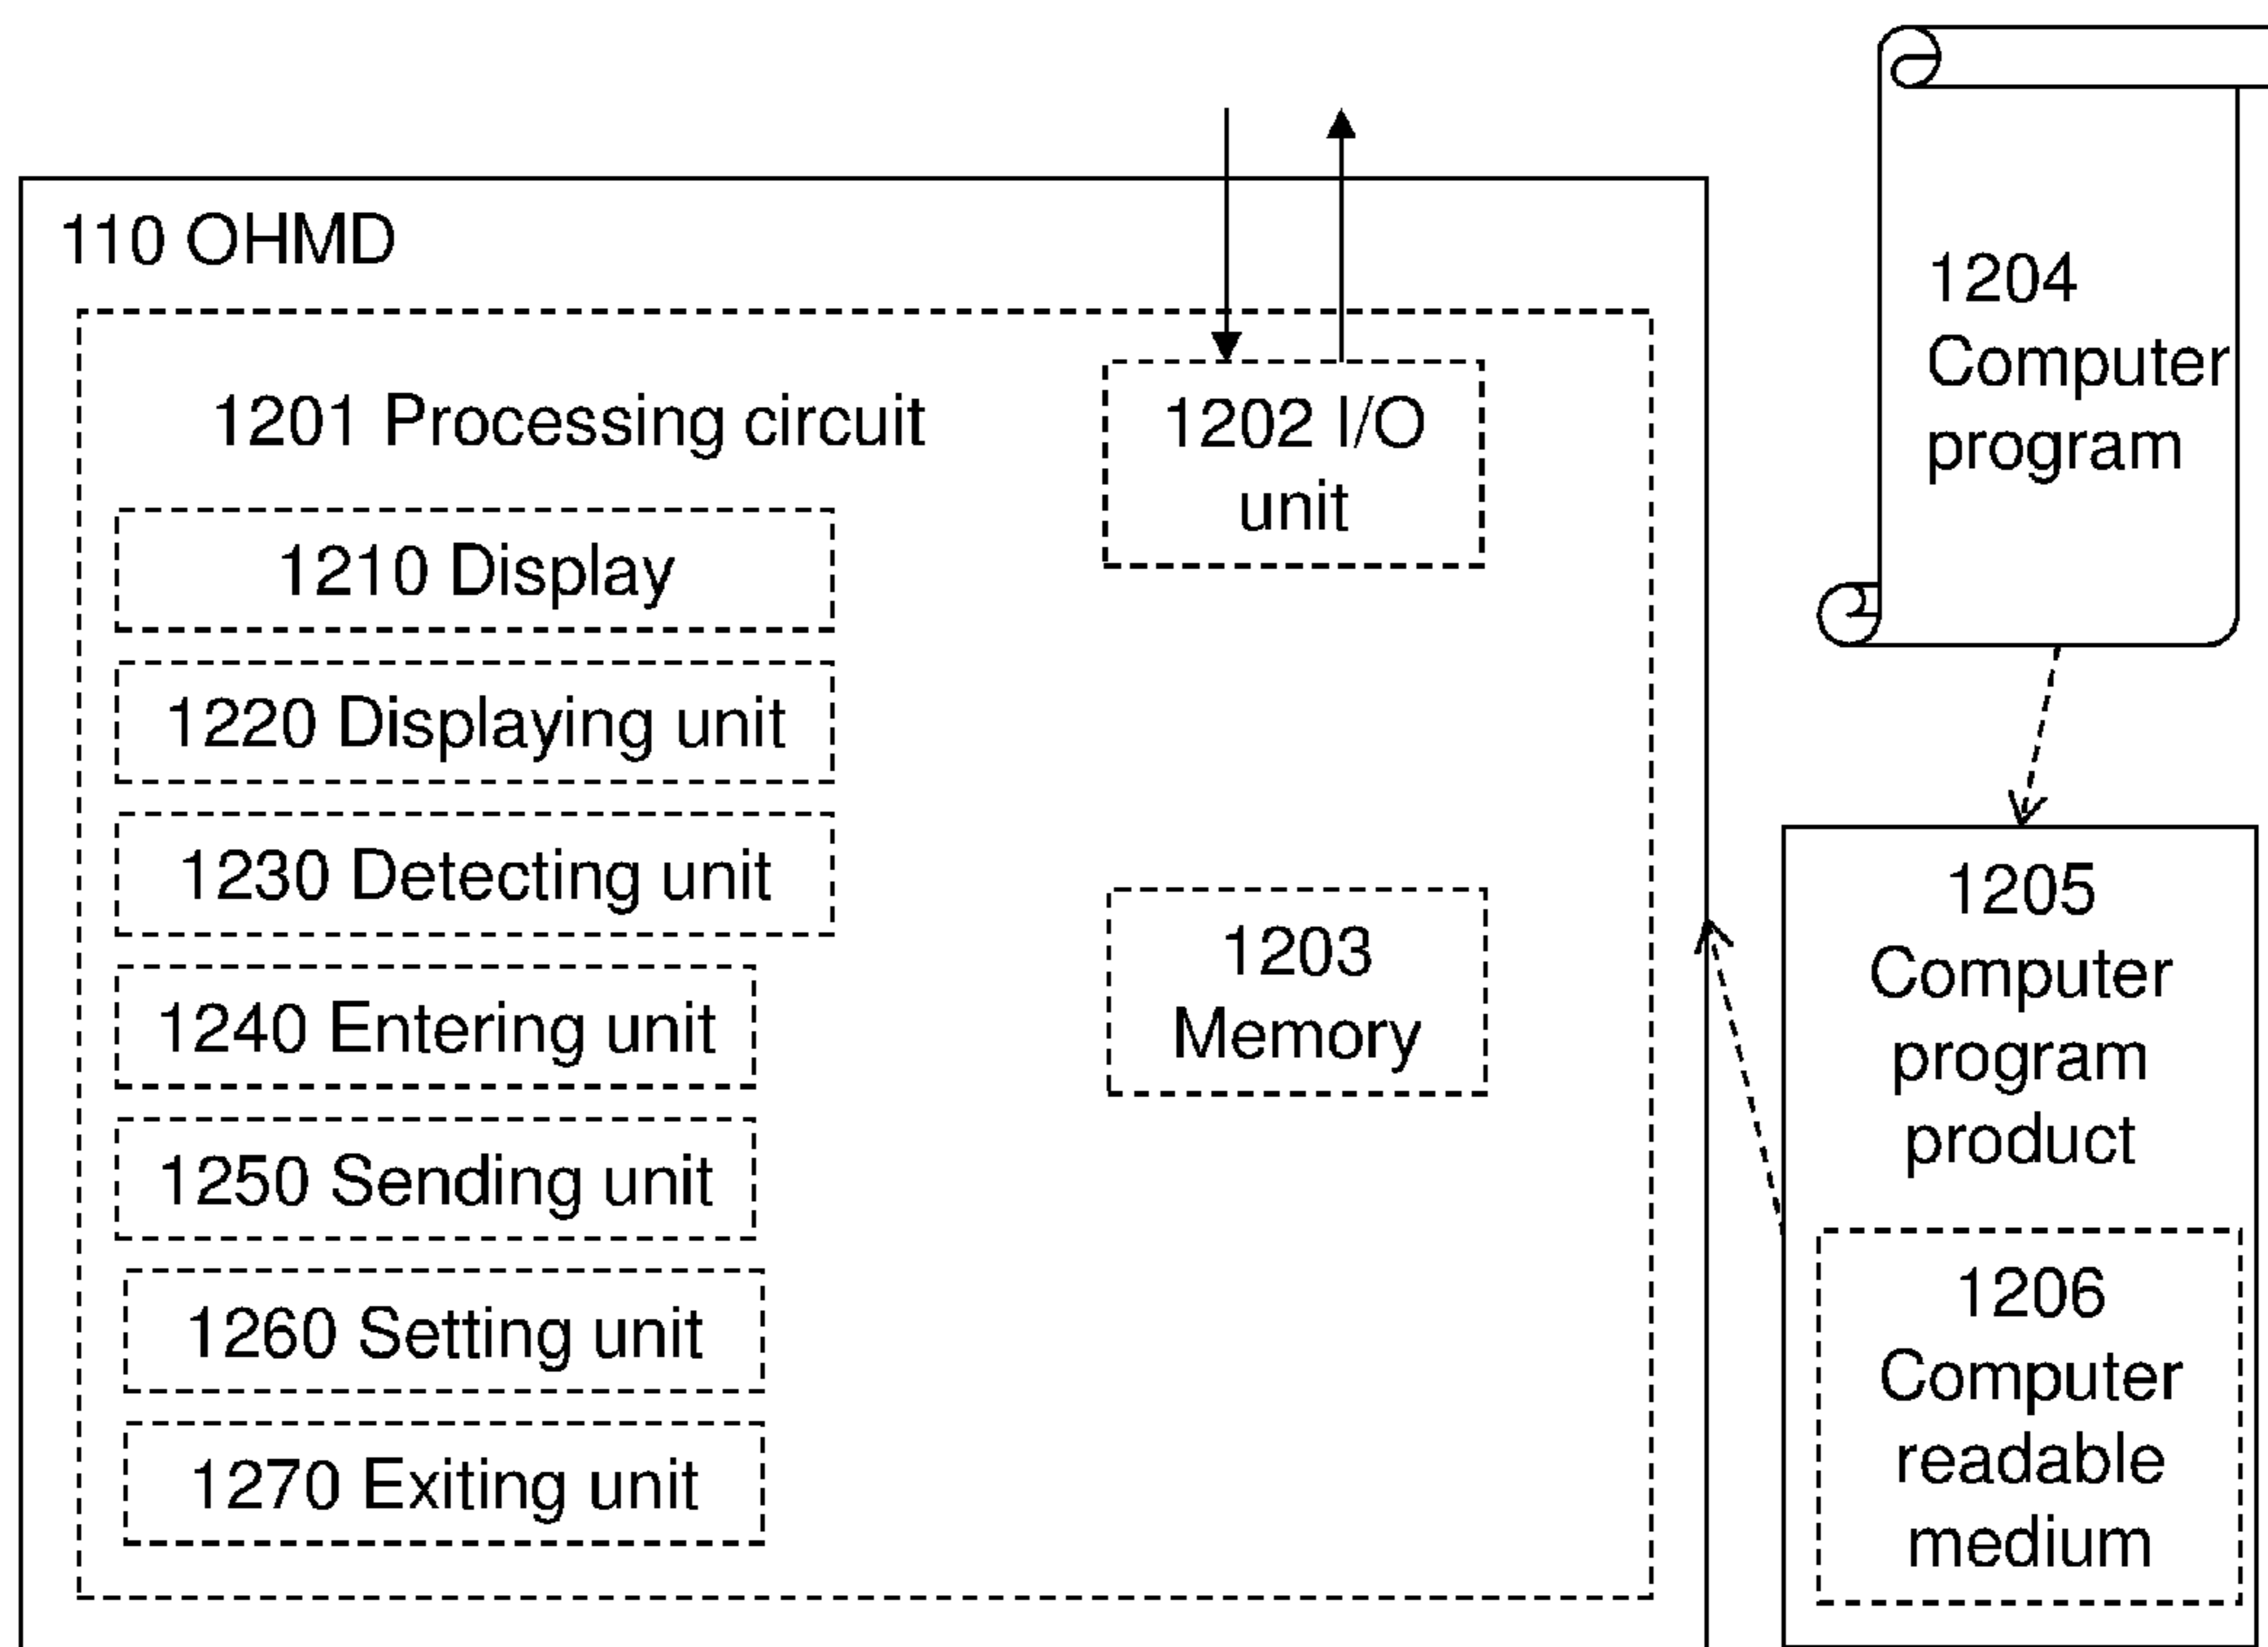 110 OHMD
1201 Processing circuit
1202 I/O
unit
1210 Display
1220 Displaying unit
1230 Detecting unit
1240 Entering unit
1250 Sending unit
1260 Setting unit
1270 Exiting unit
1203
Memory
1204
Computer
program
1205
Computer
program
product
1206
Computer
readable
medium